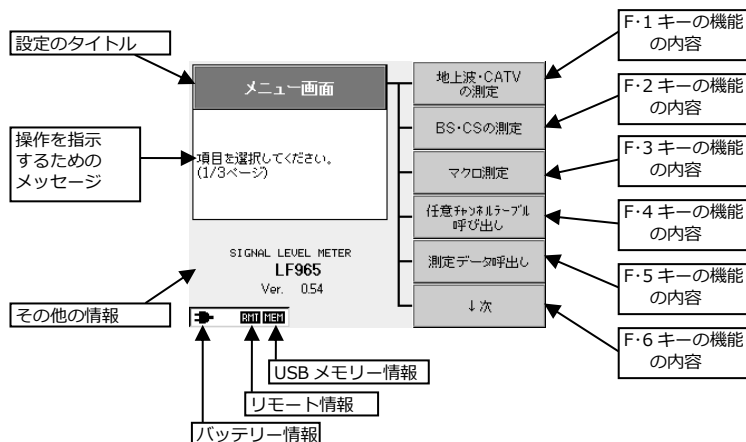 設定のタイトル
操作を指示
するための
メッセージ
その他の情報
メニュー画面
項目を選択してください。
(1/3ページ)
SIGNAL LEVEL METER
LF965
Ver. 0.54
RMT MEM
地上波・CATV
の測定
BS・CSの測定
マクロ測定
任意チャンネルテーブル
呼び出し
測定データ呼出し
↓次
F・1 キーの機能
の内容
F・2 キーの機能
の内容
F・3 キーの機能
の内容
F・4 キーの機能
の内容
F・5 キーの機能
の内容
F・6 キーの機能
の内容
USB メモリー情報
リモート情報
バッテリー情報